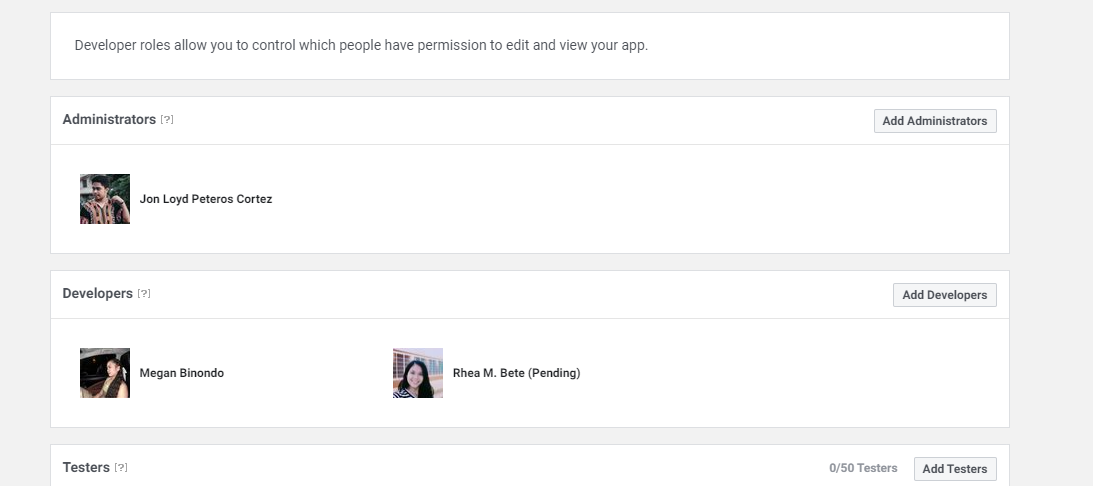 Developer roles allow you to control which people have permission to edit and view your app.
Administrators [?]
Add Administrators
Jon Loyd Peteros Cortez
Developers [?]
Add Developers
Megan Binondo
Rhea M. Bete (Pending)
Testers [?]
0/50 Testers
Add Testers